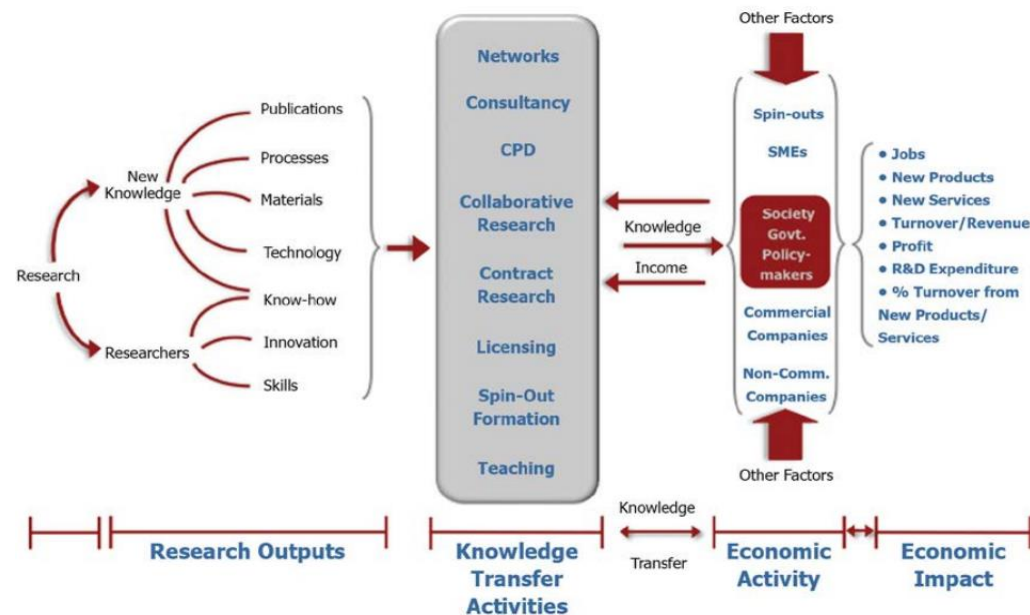 Other Factors
Networks
Consultancy
CPD
Collaborative
Research
Contract
Research
Licensing
Spin-Out
Formation
Teaching
Publications
Processes
Materials
Technology
Know-how
Innovation
Skills
New
Knowledge
Research
Researchers
Knowledge
Income
Spin-outs
SMEs
Society
Govt.
Policy-
makers
Commercial
Companies
Non-Comm.
Companies
• Jobs
• New Products
• New Services
• Turnover/Revenue
• Profit
• R&D Expenditure
• % Turnover from
New Products/
Services
Other Factors
Research Outputs
Knowledge
Transfer
Activities
Knowledge
Transfer
Economic
Activity
Economic
Impact